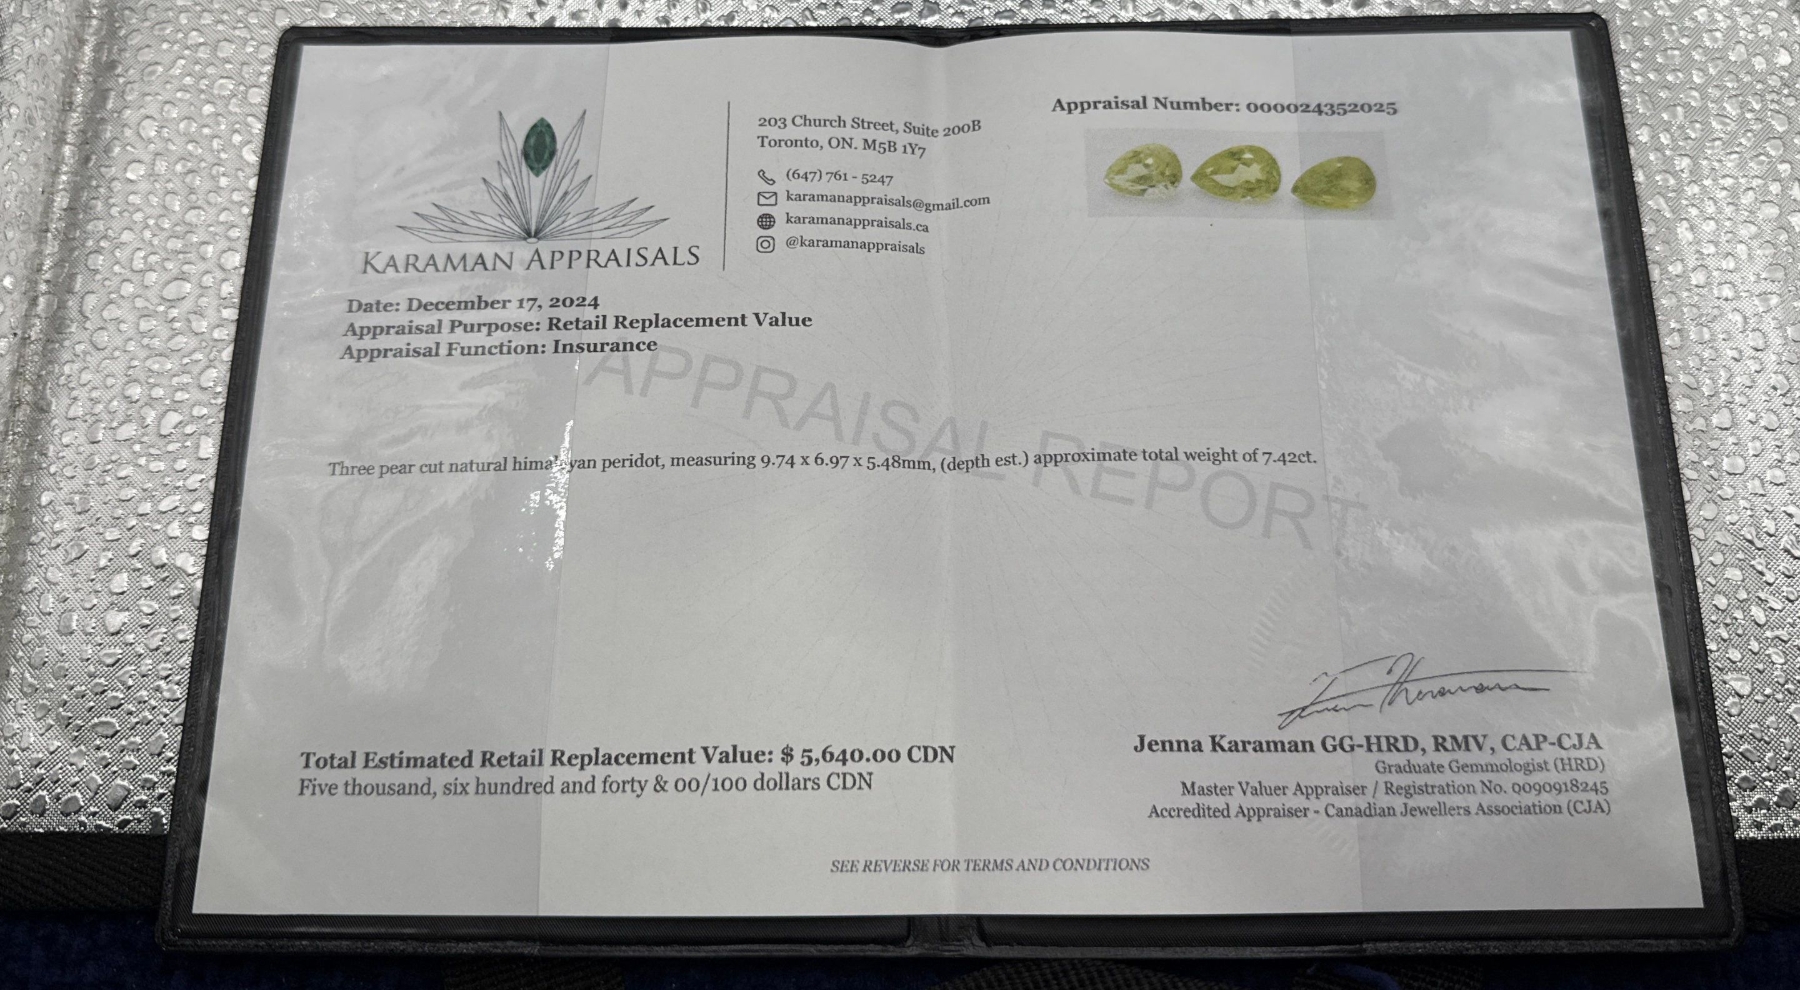 KARAMAN APPRAISALS
203 Church Street, Suite 200B
Toronto, ON. M5B 1Y7
(647) 761 - 5247
karamanappraisals@gmail.com
karamanappraisals.ca
@karamanappraisals
Appraisal Number: 000024352025
Date: December 17, 2024
Appraisal Purpose: Retail Replacement Value
Appraisal Function: Insurance
APPRAISAL REPORT
Three pear cut natural himalayan peridot, measuring 9.74 x 6.97 x 5.48mm, (depth est.) approximate total weight of 7.42ct.
Total Estimated Retail Replacement Value: $ 5,640.00 CDN
Five thousand, six hundred and forty & 00/100 dollars CDN
Jenna Karaman GG-HRD, RMV, CAP-CJA
Graduate Gemmologist (HRD)
Master Valuer Appraiser / Registration No. 0090918245
Accredited Appraiser - Canadian Jewellers Association (CJA)
SEE REVERSE FOR TERMS AND CONDITIONS